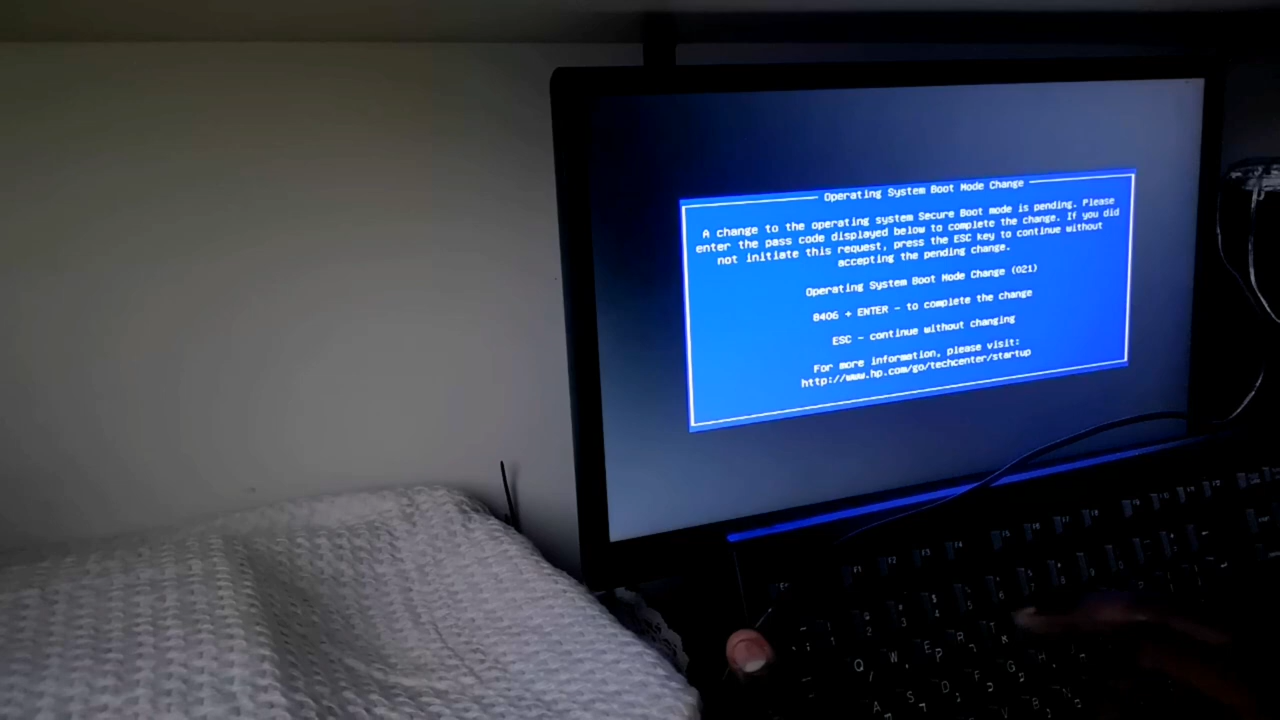 Operating System Boot Mode Change
A change to the operating system Secure Boot mode is pending. Please
enter the pass code displayed below to complete the change. If you did
not initiate this request, press the ESC key to continue without
accepting the pending change.
Operating System Boot Mode Change (021)
8406 + ENTER - to complete the change
ESC - continue without changing
For more information, please visit:
http://www.hp.com/go/techcenter/startup